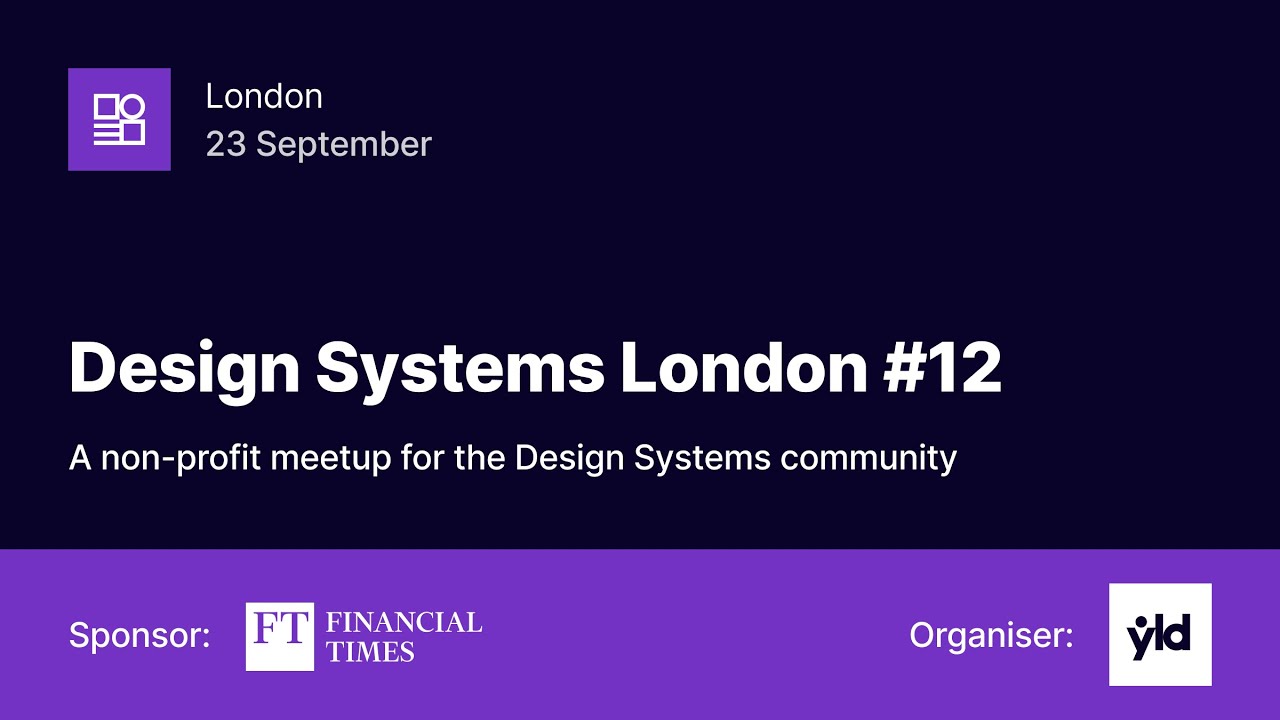 London
23 September
Design Systems London #12
A non-profit meetup for the Design Systems community
Sponsor:
FT
FINANCIAL
TIMES
Organiser:
yld